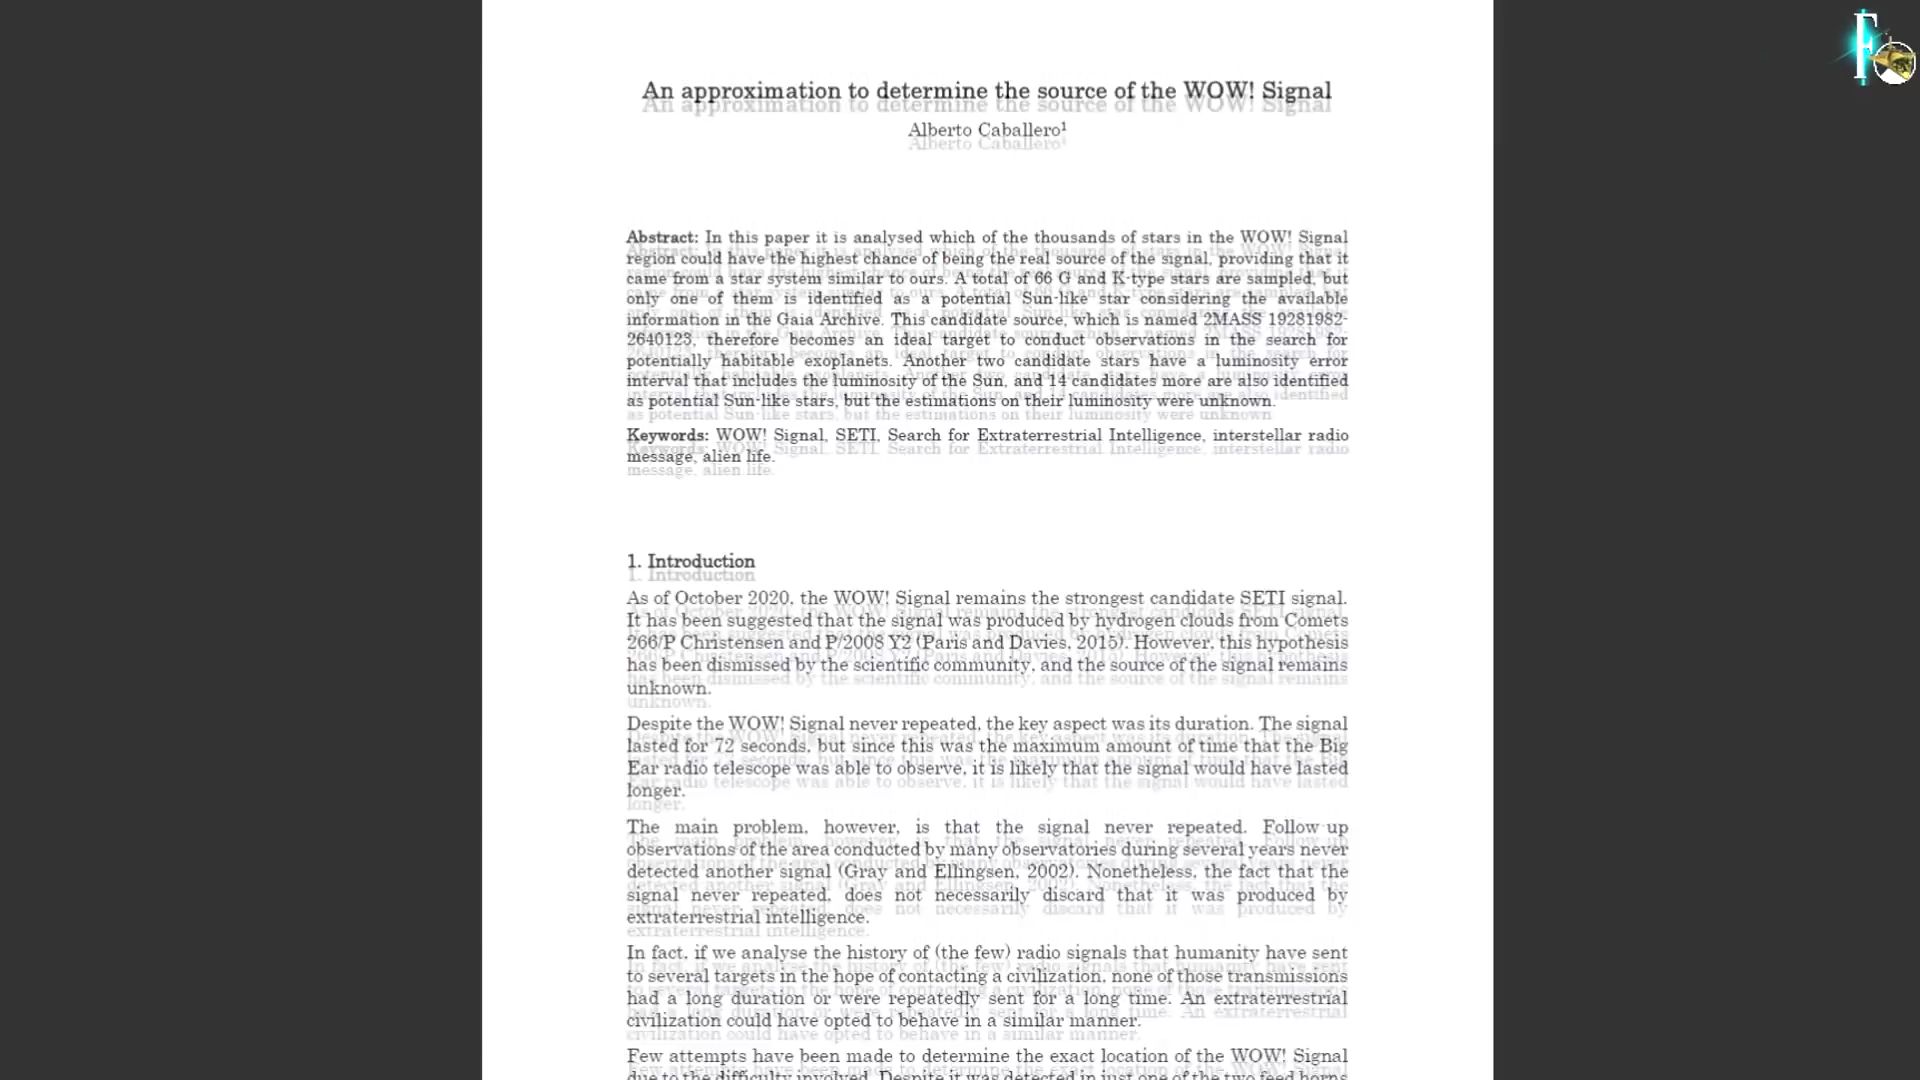 An approximation to determine the source of the WOW! Signal
Alberto Caballero¹
Abstract: In this paper it is analysed which of the thousands of stars in the WOW! Signal
region could have the highest chance of being the real source of the signal, providing that it
came from a star system similar to ours. A total of 66 G and K-type stars are sampled, but
only one of them is identified as a potential Sun-like star considering the available
information in the Gaia Archive. This candidate source, which is named 2MASS 19281982-
2640123, therefore becomes an ideal target to conduct observations in the search for
potentially habitable exoplanets. Another two candidate stars have a luminosity error
interval that includes the luminosity of the Sun, and 14 candidates more are also identified
as potential Sun-like stars, but the estimations on their luminosity were unknown.
Keywords: WOW! Signal, SETI, Search for Extraterrestrial Intelligence, interstellar radio
message, alien life.
1. Introduction
As of October 2020, the WOW! Signal remains the strongest candidate SETI signal.
It has been suggested that the signal was produced by hydrogen clouds from Comets
266/P Christensen and P/2008 Y2 (Paris and Davies, 2015). However, this hypothesis
has been dismissed by the scientific community, and the source of the signal remains
unknown.
Despite the WOW! Signal never repeated, the key aspect was its duration. The signal
lasted for 72 seconds, but since this was the maximum amount of time that the Big
Ear radio telescope was able to observe, it is likely that the signal would have lasted
longer.
The main problem, however, is that the signal never repeated. Follow-up
observations of the area conducted by many observatories during several years never
detected another signal (Gray and Ellingsen, 2002). Nonetheless, the fact that the
signal never repeated, does not necessarily discard that it was produced by
extraterrestrial intelligence.
In fact, if we analyse the history of (the few) radio signals that humanity have sent
to several targets in the hope of contacting a civilization, none of those transmissions
had a long duration or were repeatedly sent for a long time. An extraterrestrial
civilization could have opted to behave in a similar manner.
Few attempts have been made to determine the exact location of the WOW! Signal
due to the difficulty involved. Despite it was detected in just one of the two feed horns
F